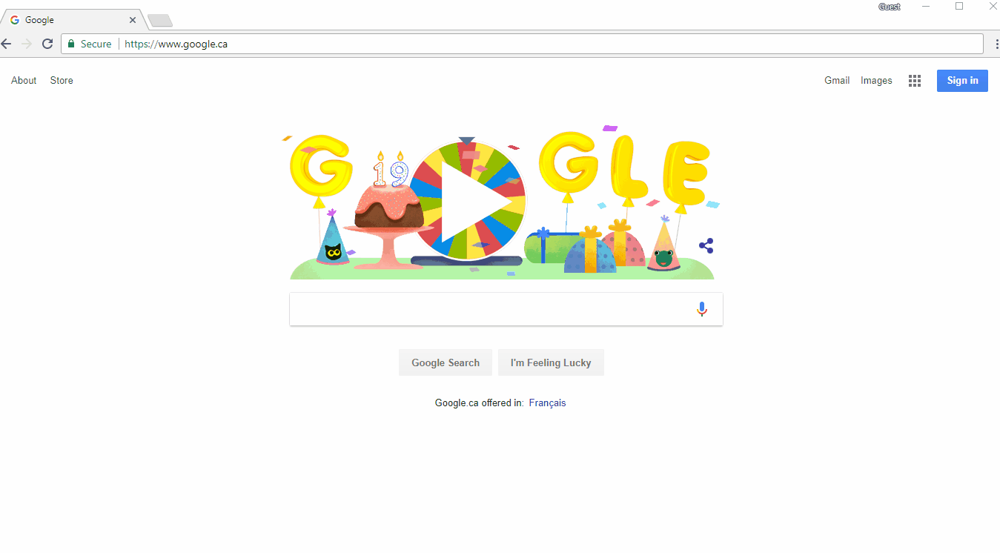 Guest
Google
Secure https://www.google.ca
About Store Gmail Images Sign in
G 19 G L E
Google Search I'm Feeling Lucky
Google.ca offered in: Français